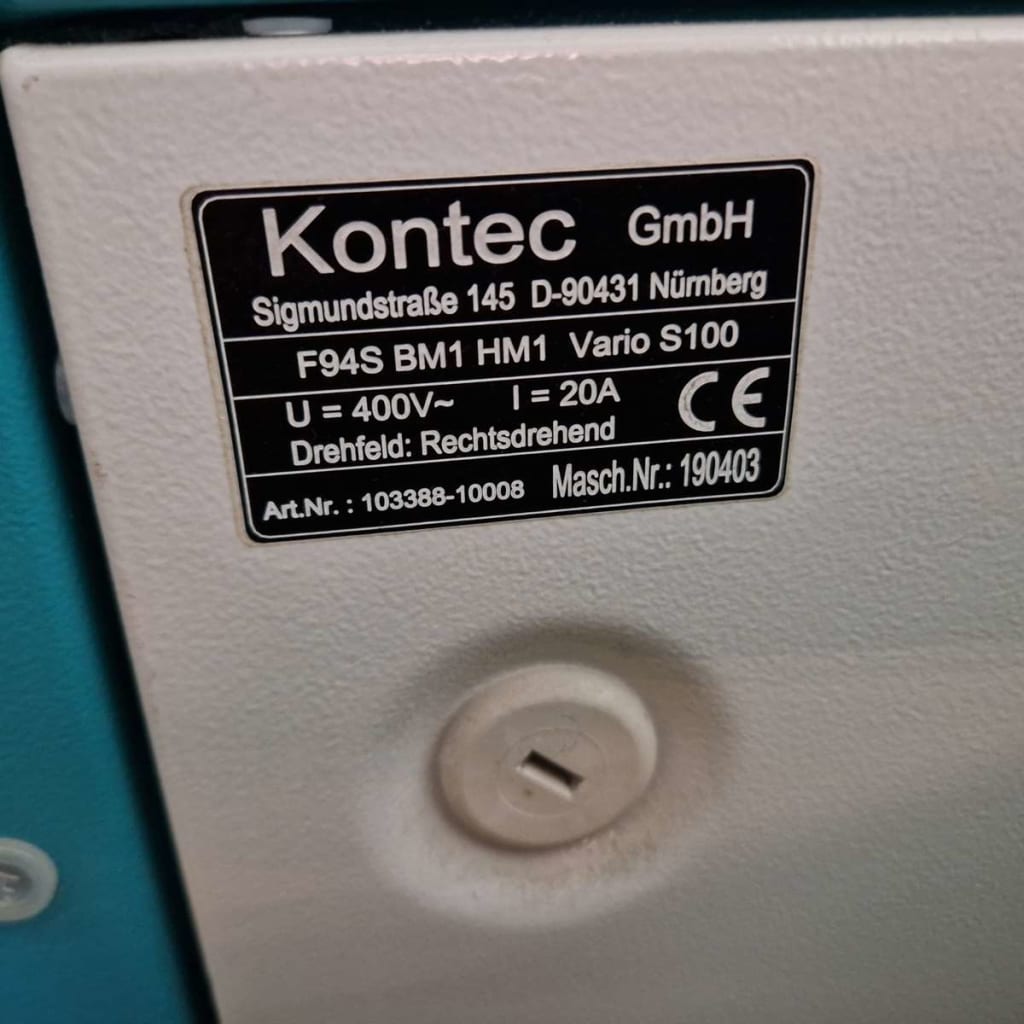 Kontec GmbH
Sigmundstraße 145 D-90431 Nürnberg
F94S BM1 HM1 Vario S100
U = 400V~ I = 20A CE
Drehfeld: Rechtsdrehend
Art.Nr. : 103388-10008 Masch.Nr.: 190403